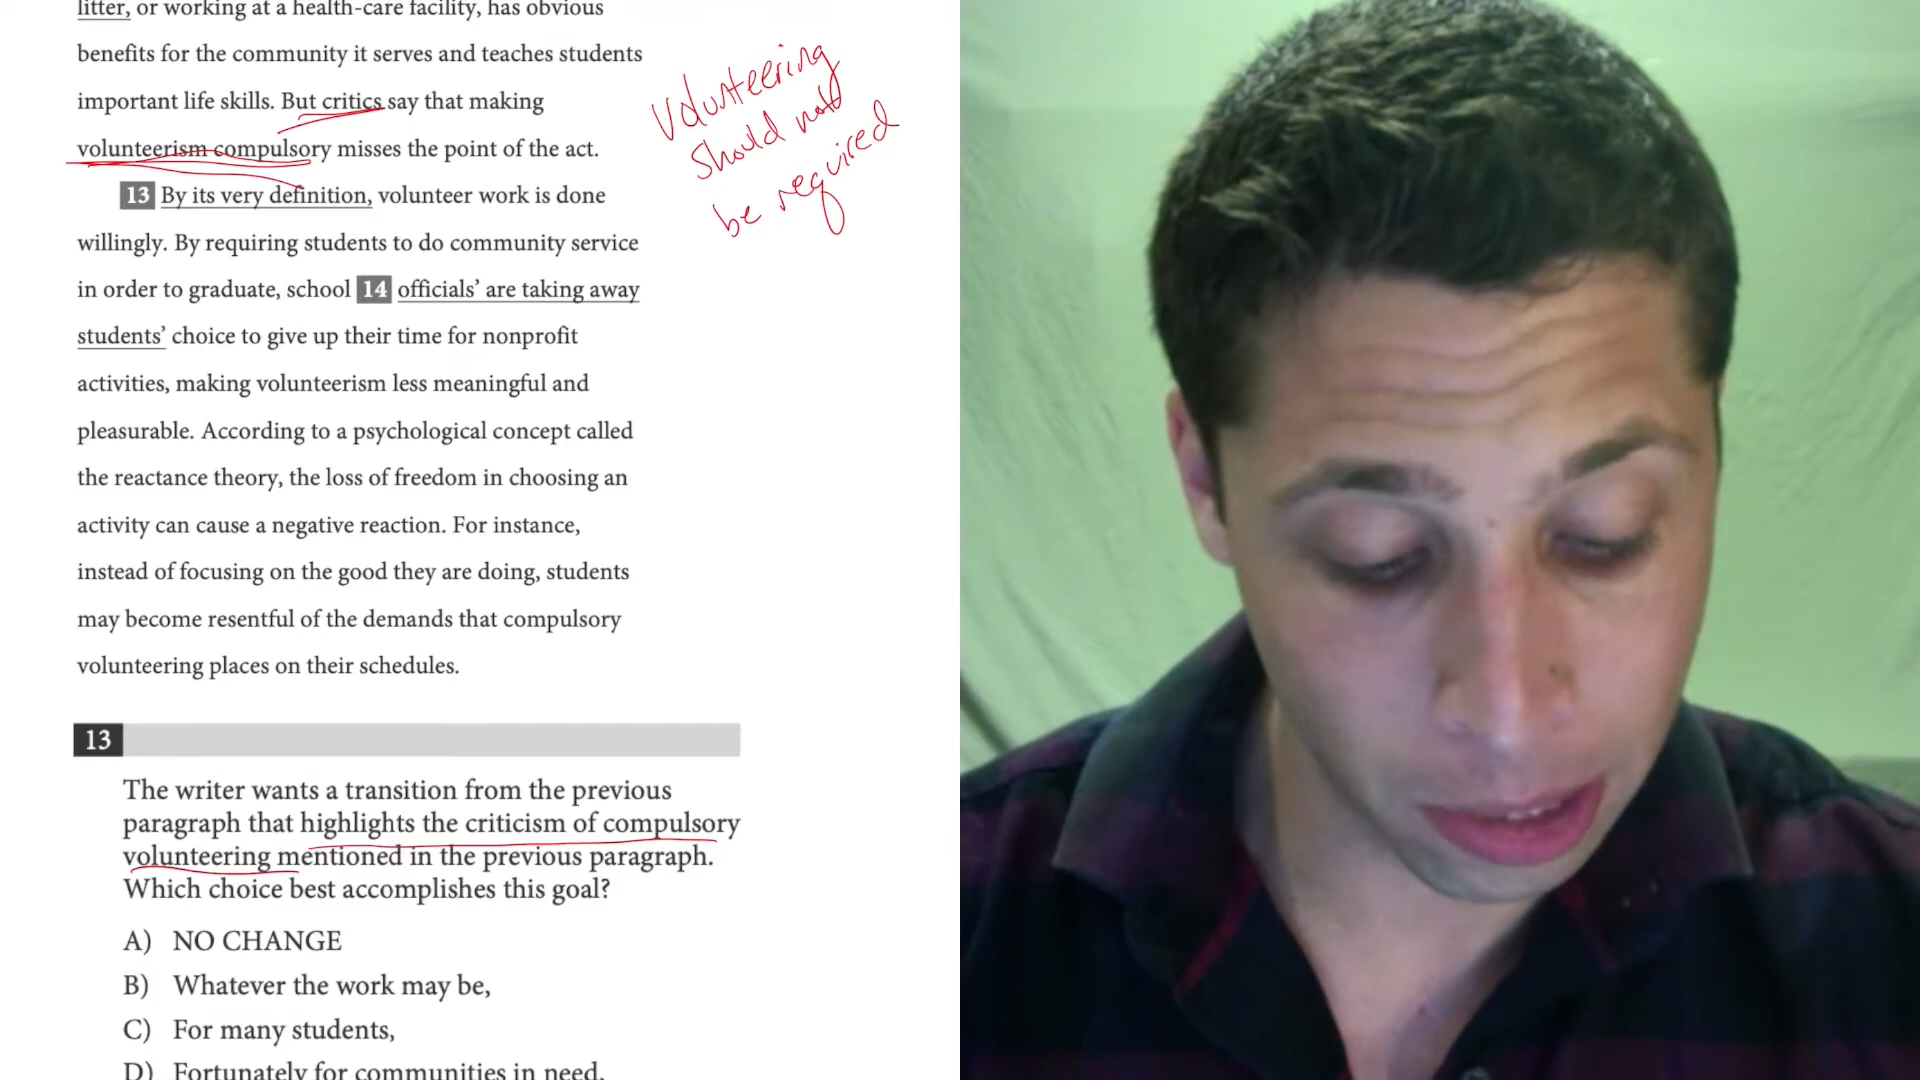 litter, or working at a health-care facility, has obvious
benefits for the community it serves and teaches students
important life skills. But critics say that making
volunteerism compulsory misses the point of the act.
13 By its very definition, volunteer work is done
willingly. By requiring students to do community service
in order to graduate, school 14 officials’ are taking away
students’ choice to give up their time for nonprofit
activities, making volunteerism less meaningful and
pleasurable. According to a psychological concept called
the reactance theory, the loss of freedom in choosing an
activity can cause a negative reaction. For instance,
instead of focusing on the good they are doing, students
may become resentful of the demands that compulsory
volunteering places on their schedules.
Volunteering
should not
be required
13
The writer wants a transition from the previous
paragraph that highlights the criticism of compulsory
volunteering mentioned in the previous paragraph.
Which choice best accomplishes this goal?
A) NO CHANGE
B) Whatever the work may be,
C) For many students,
D) Fortunately for communities in need,